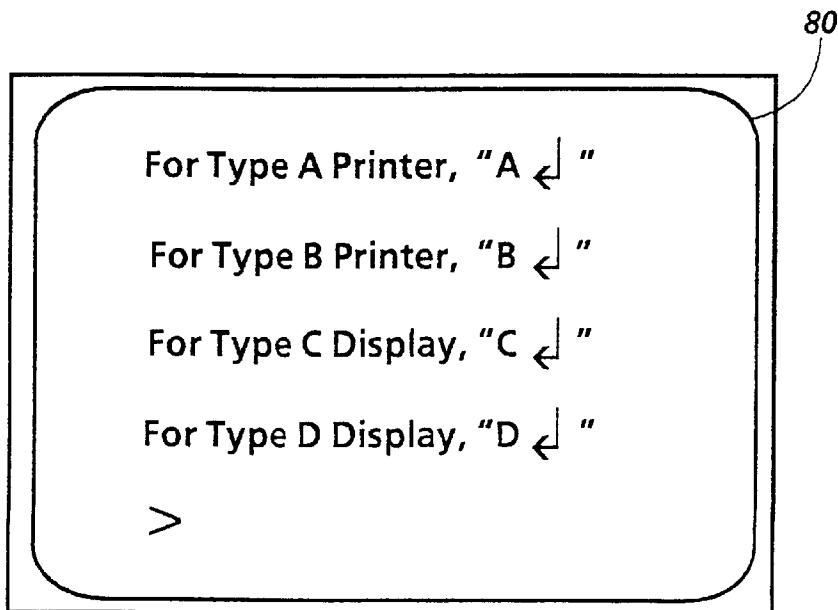 80
For Type A Printer, “A ↲ ”
For Type B Printer, “B ↲ ”
For Type C Display, “C ↲ ”
For Type D Display, “D ↲ ”
>